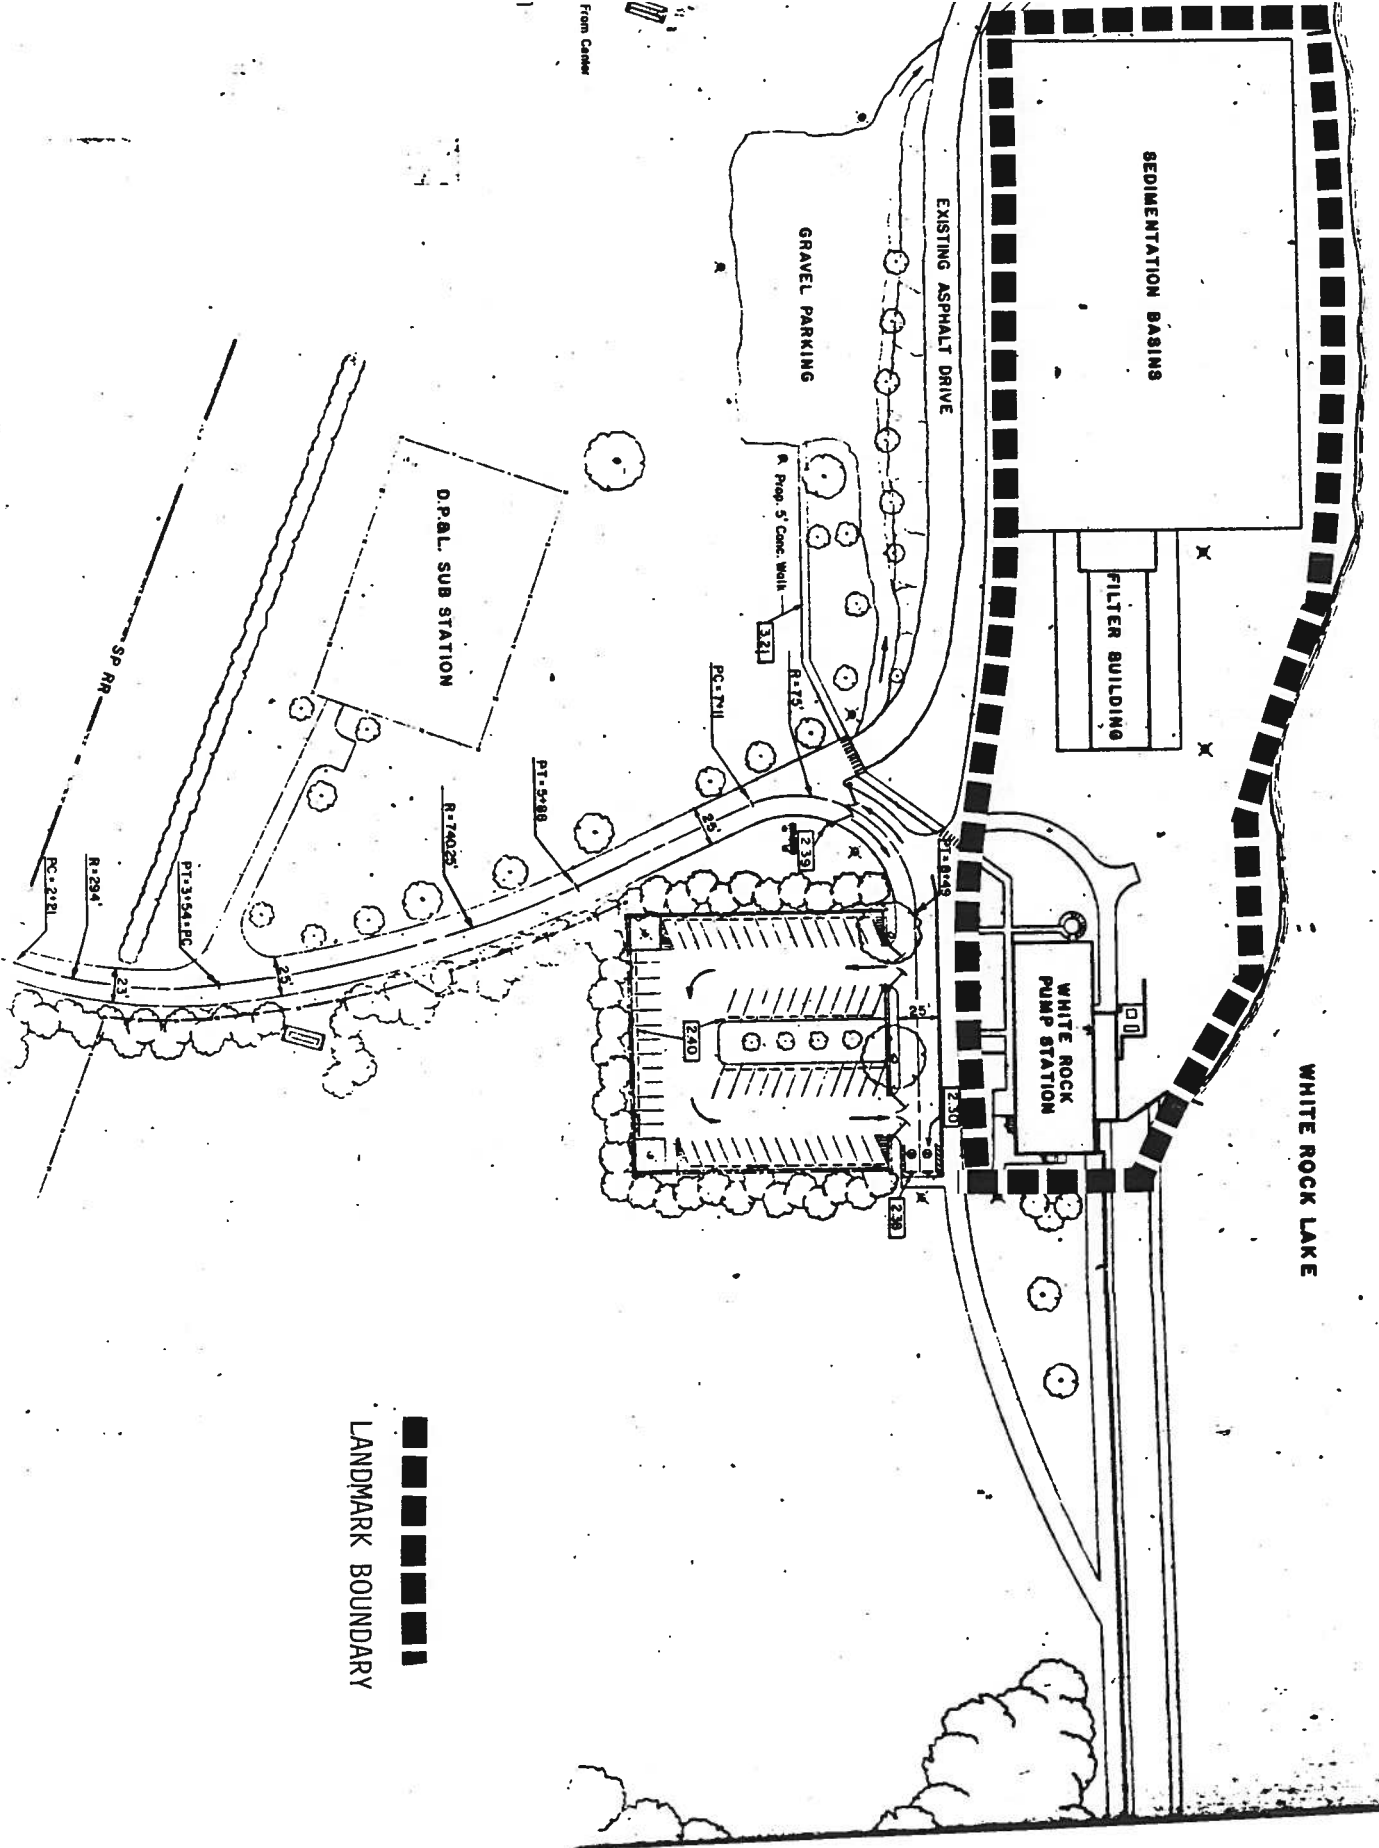 From Center
SEDIMENTATION BASINS
EXISTING ASPHALT DRIVE
GRAVEL PARKING
FILTER BUILDING
Prop. 5' Conc. Walk
3.21
D.P.&L. SUB STATION
SP RR
PC=7+11
R=75'
PT=5+88
R=740.25'
25'
2.39
PT=8+49
PC=2+21
R=294'
PT=3+54=PC
23'
25'
WHITE ROCK
PUMP STATION
25'
2.40
2.30
2.38
WHITE ROCK LAKE
LANDMARK BOUNDARY